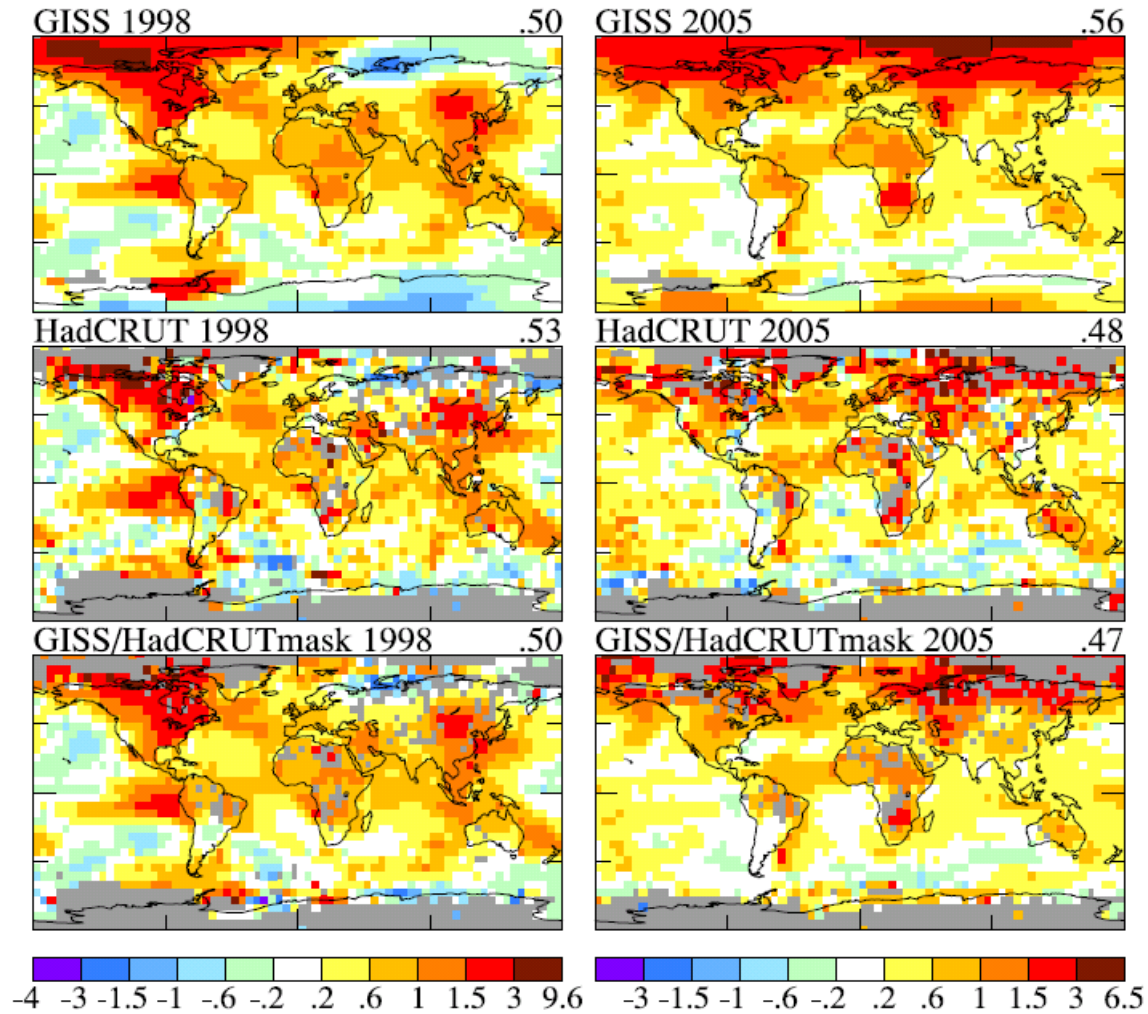 GISS 1998 .50
GISS 2005 .56
HadCRUT 1998 .53
HadCRUT 2005 .48
GISS/HadCRUTmask 1998 .50
GISS/HadCRUTmask 2005 .47
-4 -3 -1.5 -1 -.6 -.2 .2 .6 1 1.5 3 9.6
-3 -1.5 -1 -.6 -.2 .2 .6 1 1.5 3 6.5